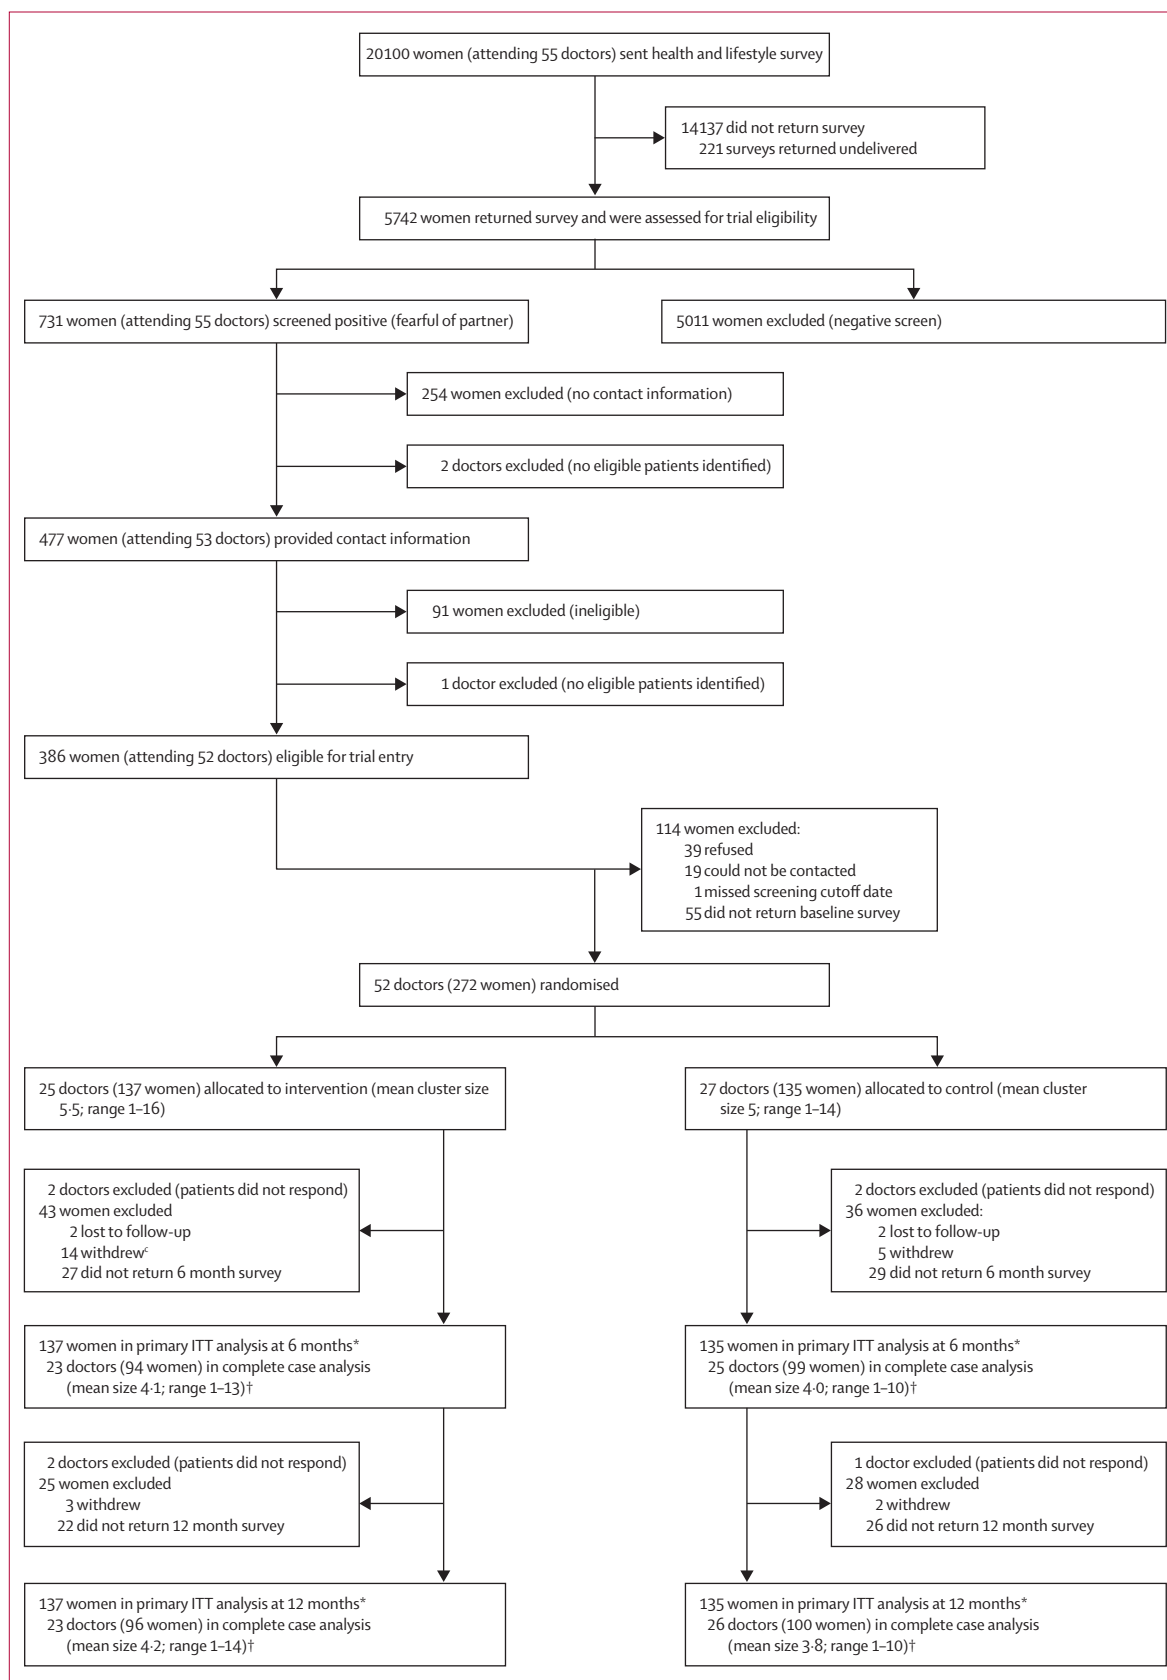 20100 women (attending 55 doctors) sent health and lifestyle survey
14137 did not return survey
221 surveys returned undelivered
5742 women returned survey and were assessed for trial eligibility
731 women (attending 55 doctors) screened positive (fearful of partner)
5011 women excluded (negative screen)
254 women excluded (no contact information)
2 doctors excluded (no eligible patients identified)
477 women (attending 53 doctors) provided contact information
91 women excluded (ineligible)
1 doctor excluded (no eligible patients identified)
386 women (attending 52 doctors) eligible for trial entry
114 women excluded:
39 refused
19 could not be contacted
1 missed screening cutoff date
55 did not return baseline survey
52 doctors (272 women) randomised
25 doctors (137 women) allocated to intervention (mean cluster size
5·5; range 1–16)
27 doctors (135 women) allocated to control (mean cluster
size 5; range 1–14)
2 doctors excluded (patients did not respond)
43 women excluded
2 lost to follow-up
14 withdrewᶜ
27 did not return 6 month survey
2 doctors excluded (patients did not respond)
36 women excluded:
2 lost to follow-up
5 withdrew
29 did not return 6 month survey
137 women in primary ITT analysis at 6 months*
23 doctors (94 women) in complete case analysis
(mean size 4·1; range 1–13)†
135 women in primary ITT analysis at 6 months*
25 doctors (99 women) in complete case analysis
(mean size 4·0; range 1–10)†
2 doctors excluded (patients did not respond)
25 women excluded
3 withdrew
22 did not return 12 month survey
1 doctor excluded (patients did not respond)
28 women excluded
2 withdrew
26 did not return 12 month survey
137 women in primary ITT analysis at 12 months*
23 doctors (96 women) in complete case analysis
(mean size 4·2; range 1–14)†
135 women in primary ITT analysis at 12 months*
26 doctors (100 women) in complete case analysis
(mean size 3·8; range 1–10)†